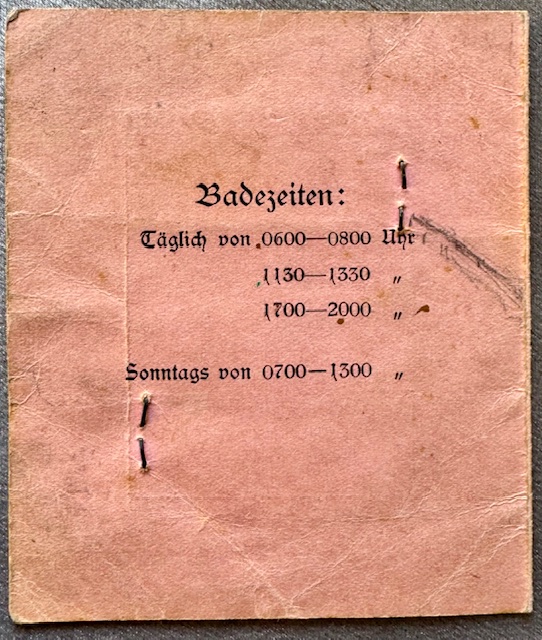 Badezeiten:
Täglich von 0600—0800 Uhr
1130—1330 „
1700—2000 „
Sonntags von 0700—1300 „